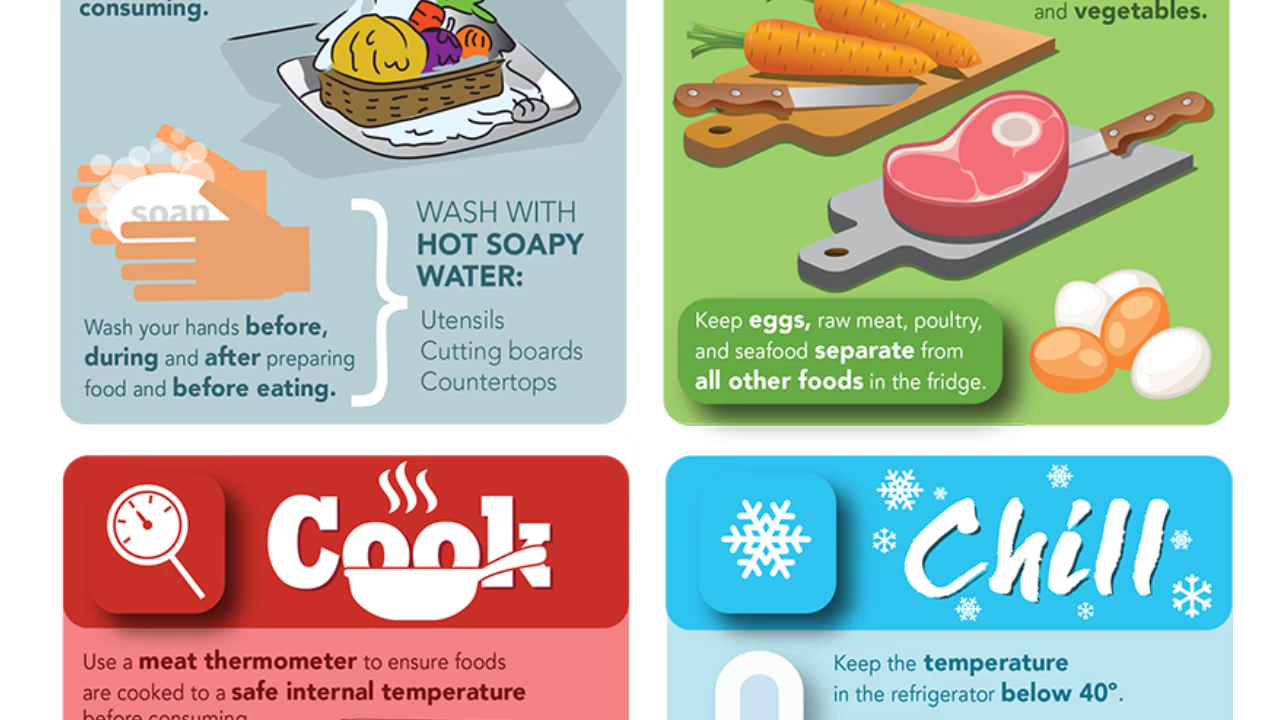 consuming.
soap
Wash your hands before,
during and after preparing
food and before eating.
WASH WITH
HOT SOAPY
WATER:
Utensils
Cutting boards
Countertops
and vegetables.
Keep eggs, raw meat, poultry,
and seafood separate from
all other foods in the fridge.
Cook
Use a meat thermometer to ensure foods
are cooked to a safe internal temperature
before consuming.
Chill
Keep the temperature
in the refrigerator below 40°.